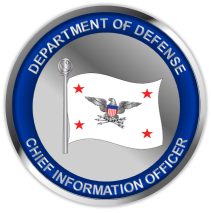 DEPARTMENT OF DEFENSE
CHIEF INFORMATION OFFICER